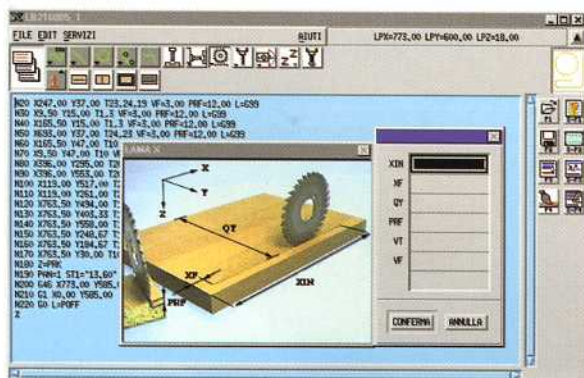 FILE EDIT SERVIZI AIUTI LPX=773.00 LPY=600.00 LPZ=18.00
N20 X247.00 Y37.00 T23,24,19 VF=3.00 PRF=12.00 L=G99
N30 X9.50 Y15.00 T1,3 VF=3.00 PRF=12.00 L=G99
N40 X165.50 Y15.00 T1,3 VF=3.00 PRF=12.00 L=G99
N50 X693.00 Y37.00 T24,23 VF=3.00 PRF=12.00 L=G99
N60 X165.50 Y47.00 T10
N70 X9.50 Y47.00 T10 VF
N80 X396.00 Y295.00
N90 X396.00 Y553.00
N100 X119.00 Y517.00
N110 X119.00 Y261.00
N120 X763.50 Y494.00
N130 X763.50 Y403.33
N140 X763.50 Y558.00
N150 X763.50 Y248.67
N160 X763.50 Y184.67
N170 X763.50 Y30.00
N180 Z=PRK
N190 PAN=1 ST1="13.60"
N200 G46 X773.00 Y585.
N210 G1 X0.00 Y585.00
N220 G0 L=POFF
Z
LAMA X
X
Y
Z
QY
XF
XIN
PRF
XIN
XF
QY
PRF
VT
VF
CONFERMA ANNULLA